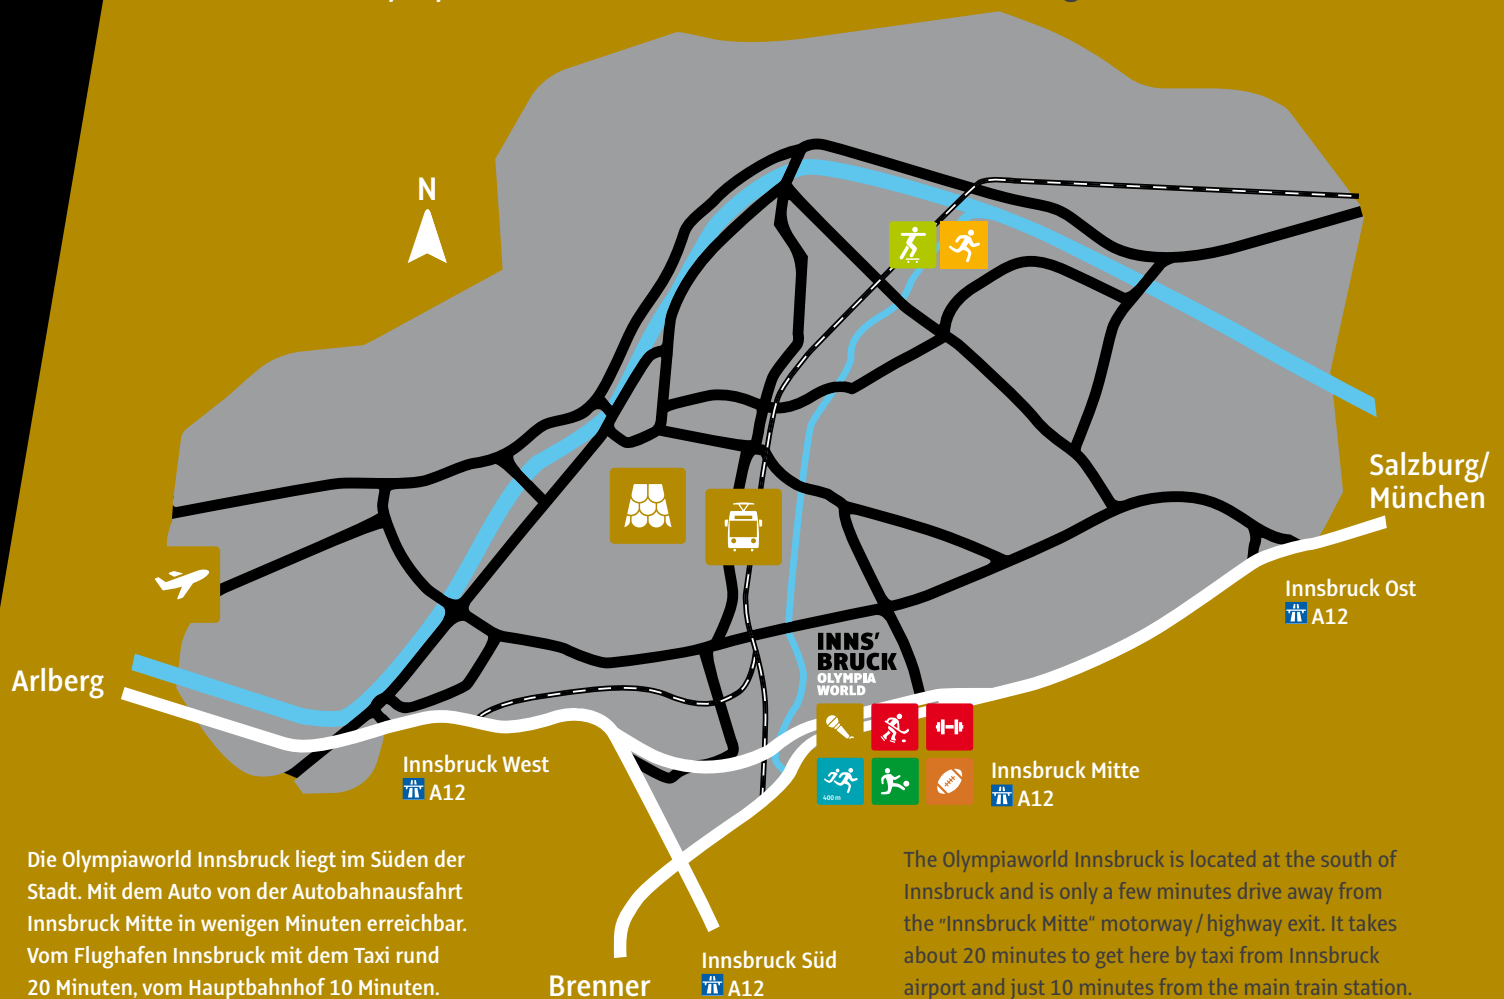 N
Salzburg/
München
Innsbruck Ost
A12
INNS’
BRUCK
OLYMPIA
WORLD
Arlberg
400 m
Innsbruck West
A12
Innsbruck Mitte
A12
Die Olympiaworld Innsbruck liegt im Süden der
Stadt. Mit dem Auto von der Autobahnausfahrt
Innsbruck Mitte in wenigen Minuten erreichbar.
Vom Flughafen Innsbruck mit dem Taxi rund
20 Minuten, vom Hauptbahnhof 10 Minuten.
Brenner
Innsbruck Süd
A12
The Olympiaworld Innsbruck is located at the south of
Innsbruck and is only a few minutes drive away from
the "Innsbruck Mitte“ motorway / highway exit. It takes
about 20 minutes to get here by taxi from Innsbruck
airport and just 10 minutes from the main train station.